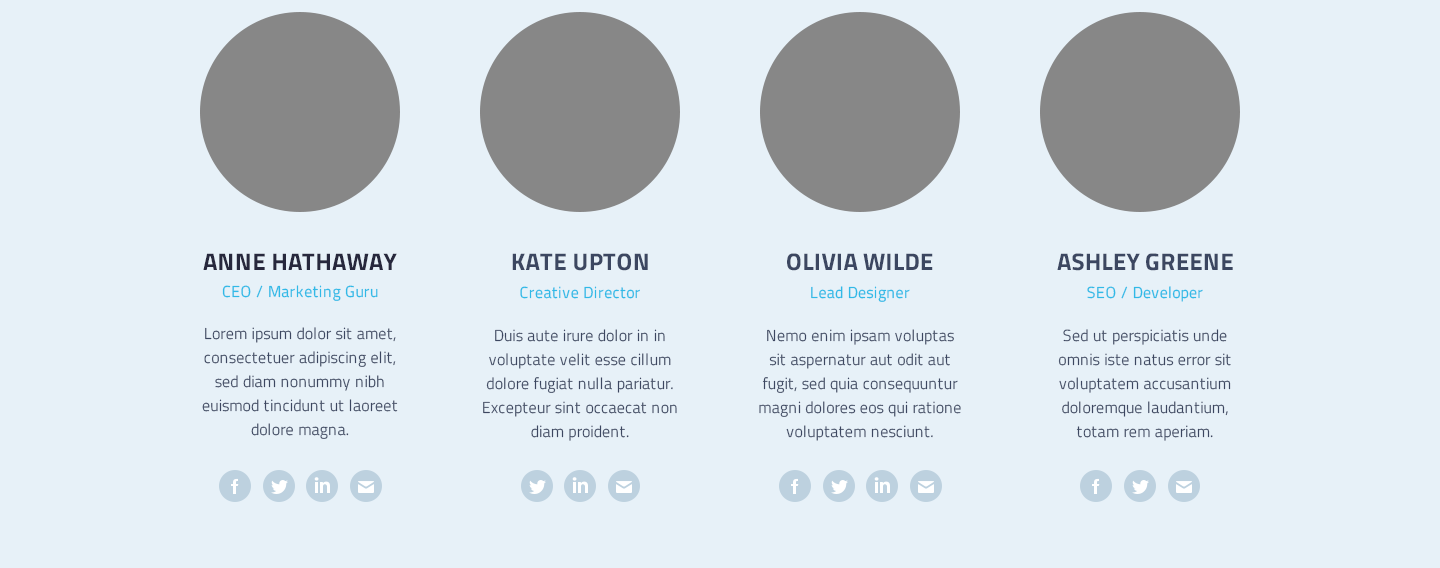 ANNE HATHAWAY
CEO / Marketing Guru
Lorem ipsum dolor sit amet,
consectetuer adipiscing elit,
sed diam nonummy nibh
euismod tincidunt ut laoreet
dolore magna.
KATE UPTON
Creative Director
Duis aute irure dolor in in
voluptate velit esse cillum
dolore fugiat nulla pariatur.
Excepteur sint occaecat non
diam proident.
OLIVIA WILDE
Lead Designer
Nemo enim ipsam voluptas
sit aspernatur aut odit aut
fugit, sed quia consequuntur
magni dolores eos qui ratione
voluptatem nesciunt.
ASHLEY GREENE
SEO / Developer
Sed ut perspiciatis unde
omnis iste natus error sit
voluptatem accusantium
doloremque laudantium,
totam rem aperiam.